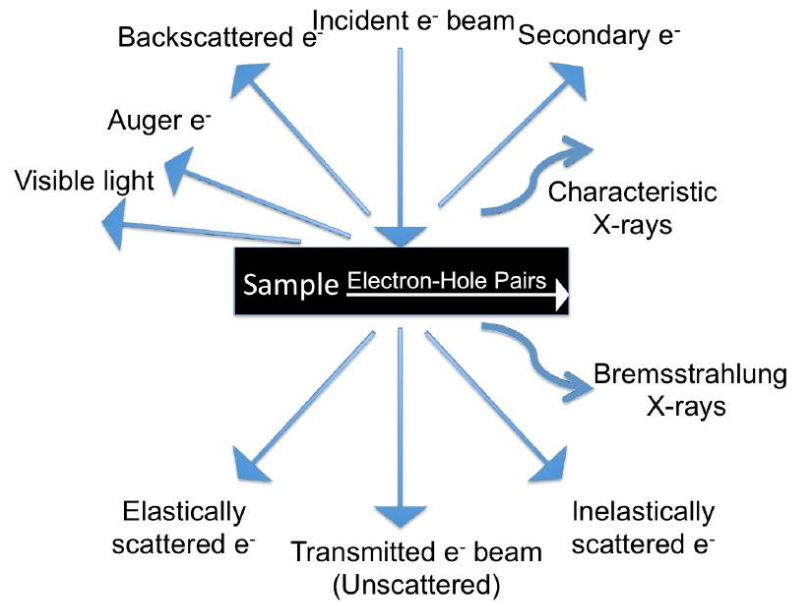 Incident e⁻ beam
Backscattered e⁻
Secondary e⁻
Auger e⁻
Visible light
Characteristic
X-rays
Sample
Electron-Hole Pairs
Bremsstrahlung
X-rays
Elastically
scattered e⁻
Transmitted e⁻ beam
(Unscattered)
Inelastically
scattered e⁻